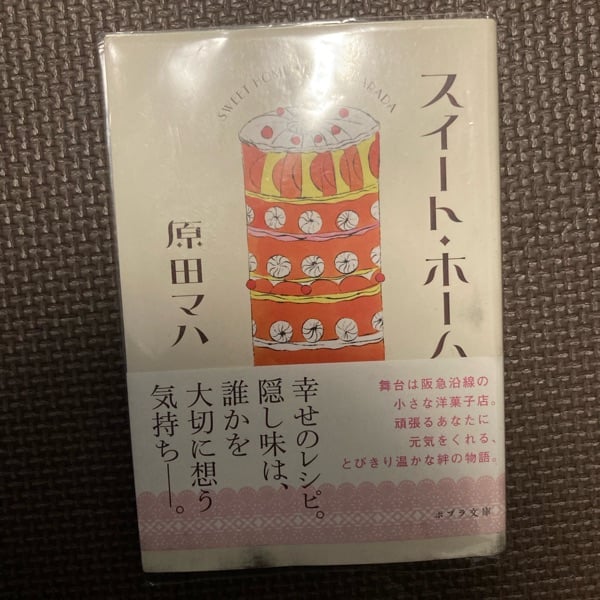 SWEET HOME
HARADA
スイート・ホーム
原田マハ
幸せのレシピ。
隠し味は、
誰かを
大切に想う
気持ち――。
舞台は阪急沿線の
小さな洋菓子店。
頑張るあなたに
元気をくれる、
とびきり温かな絆の物語。
ポプラ文庫